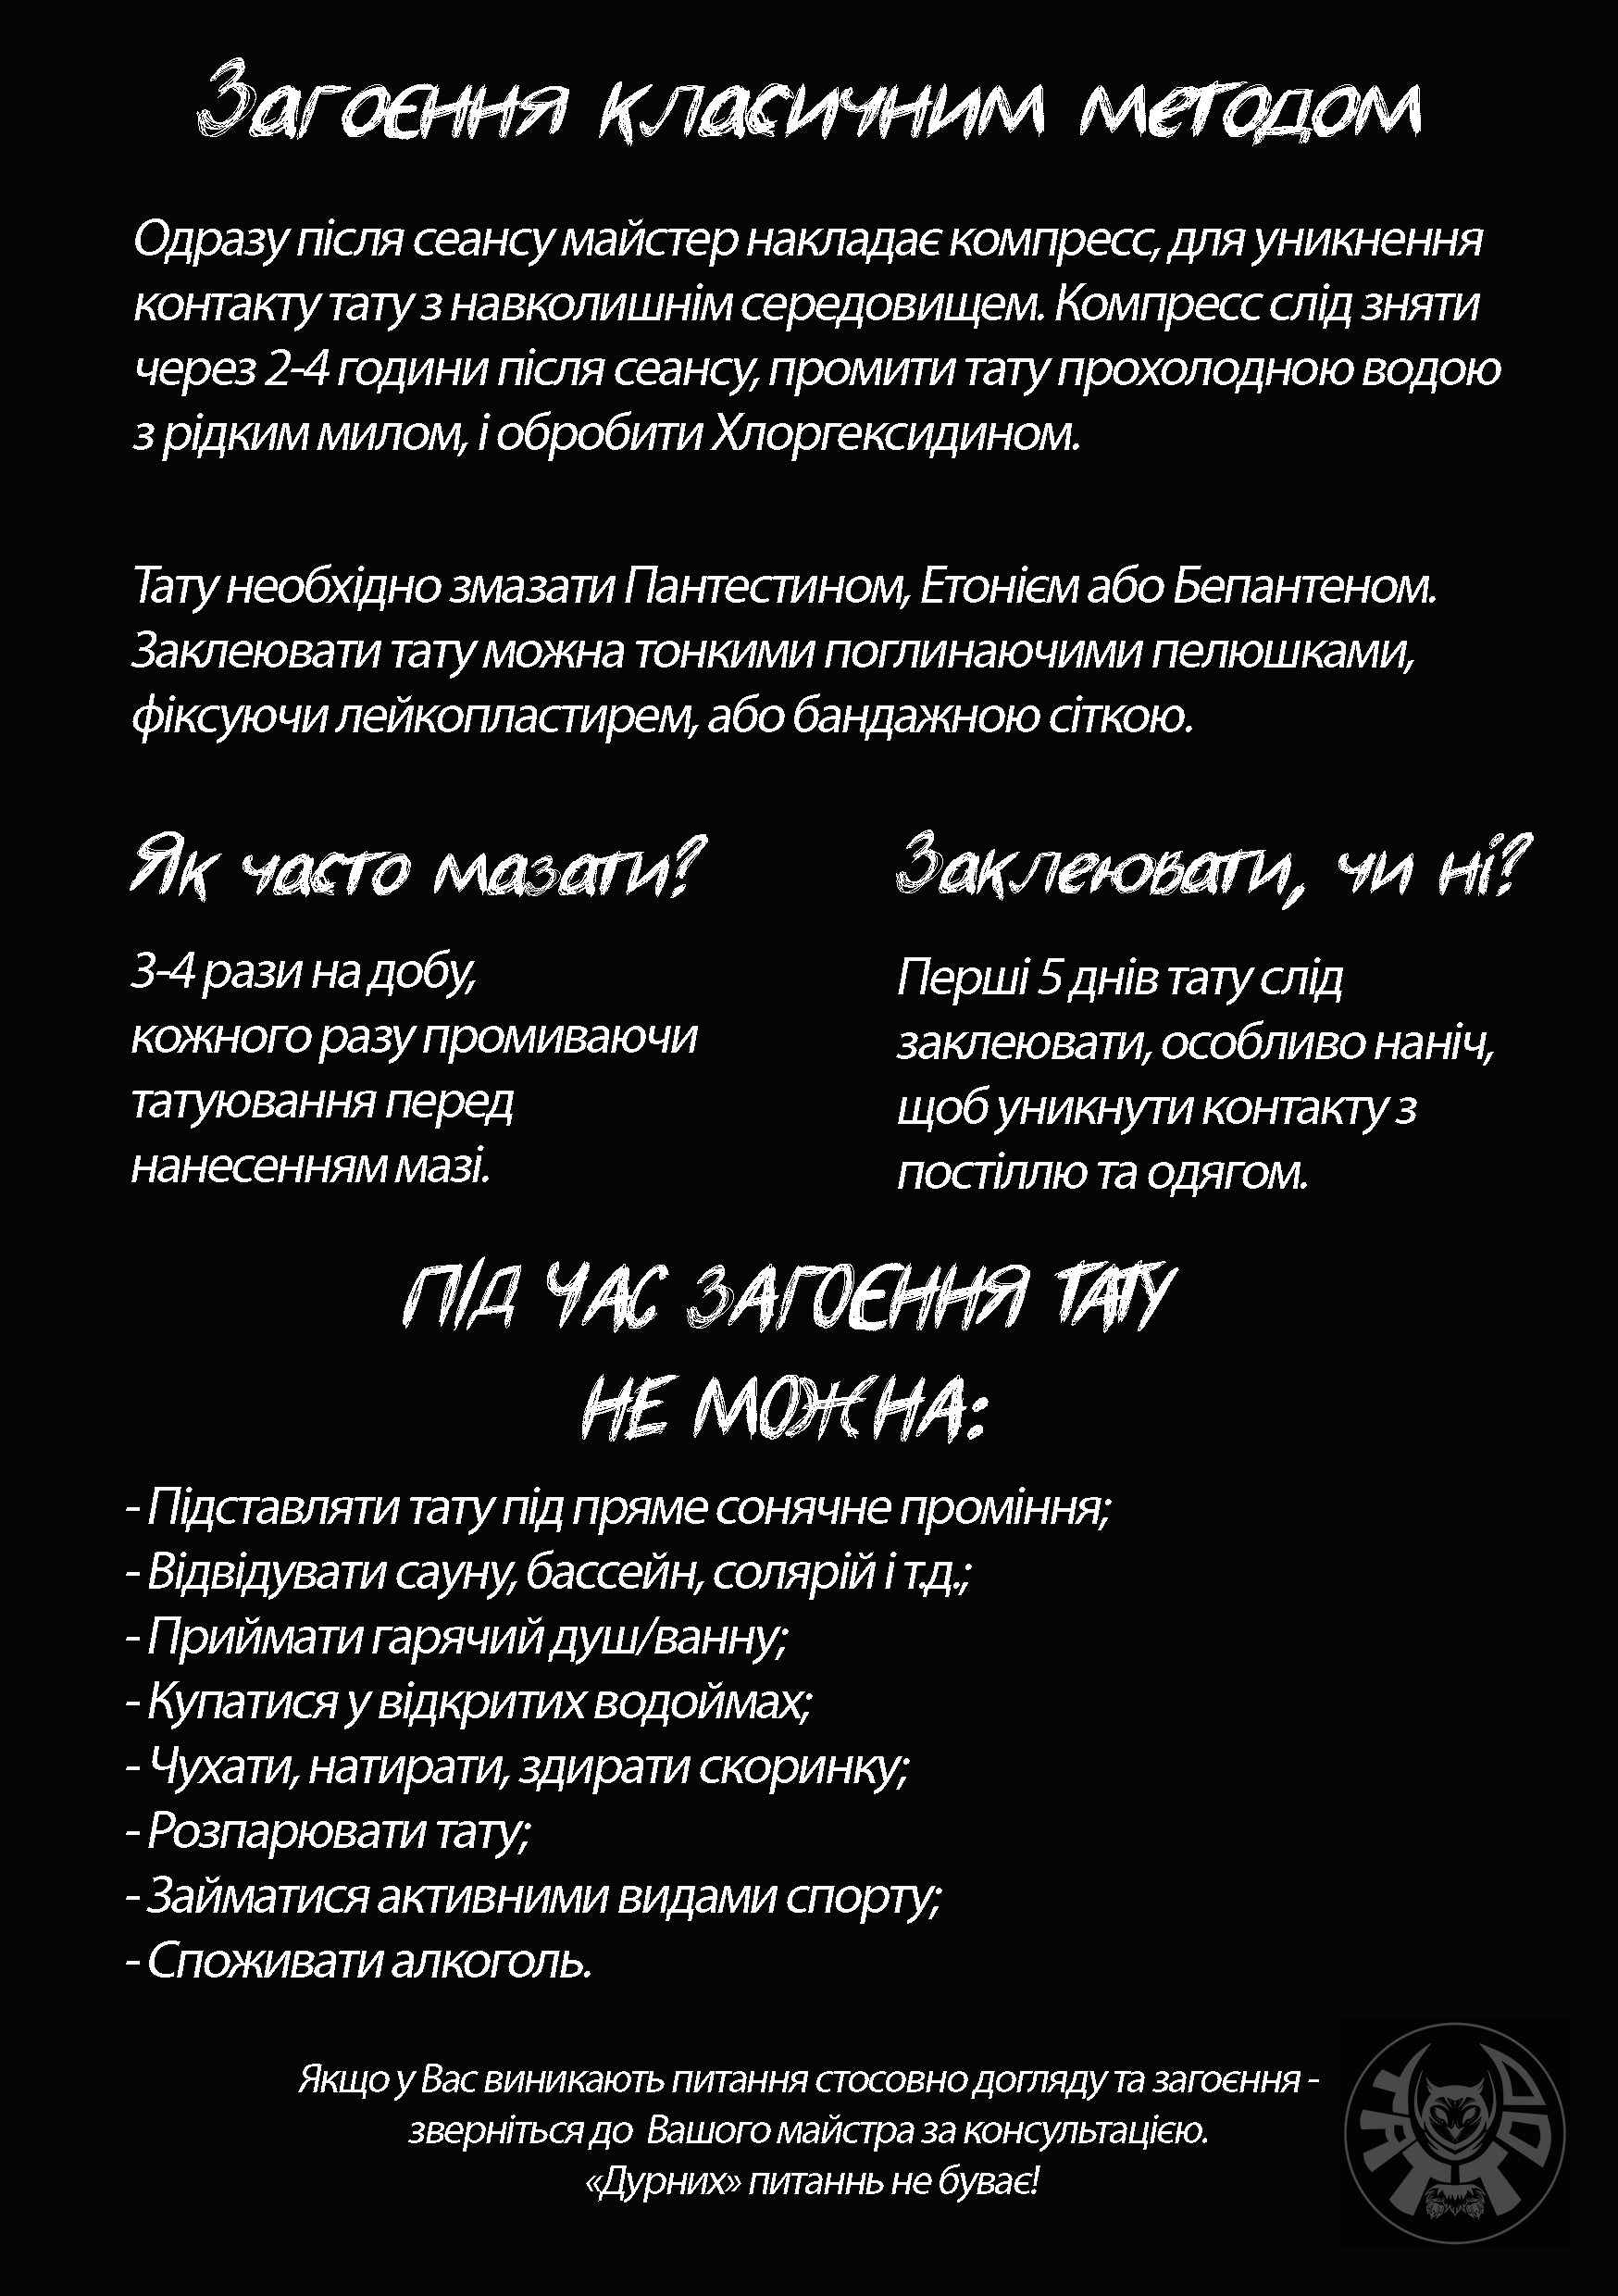 Загоєння класичним методом
Одразу після сеансу майстер накладає компресс, для уникнення
контакту тату з навколишнім середовищем. Компресс слід зняти
через 2-4 години після сеансу, промити тату прохолодною водою
з рідким милом, і обробити Хлоргексидином.
Тату необхідно змазати Пантестином, Етонієм або Бепантеном.
Заклеювати тату можна тонкими поглинаючими пелюшками,
фіксуючи лейкопластирем, або бандажною сіткою.
Як часто мазати?
3-4 рази на добу,
кожного разу промиваючи
татуювання перед
нанесенням мазі.
Заклеювати, чи ні?
Перші 5 днів тату слід
заклеювати, особливо наніч,
щоб уникнути контакту з
постіллю та одягом.
ПІД ЧАС ЗАГОЄННЯ ТАТУ
НЕ МОЖНА:
- Підставляти тату під пряме сонячне проміння;
- Відвідувати сауну, бассейн, солярій і т.д.;
- Приймати гарячий душ/ванну;
- Купатися у відкритих водоймах;
- Чухати, натирати, здирати скоринку;
- Розпарювати тату;
- Займатися активними видами спорту;
- Споживати алкоголь.
Якщо у Вас виникають питання стосовно догляду та загоєння -
зверніться до Вашого майстра за консультацією.
«Дурних» питаннь не буває!